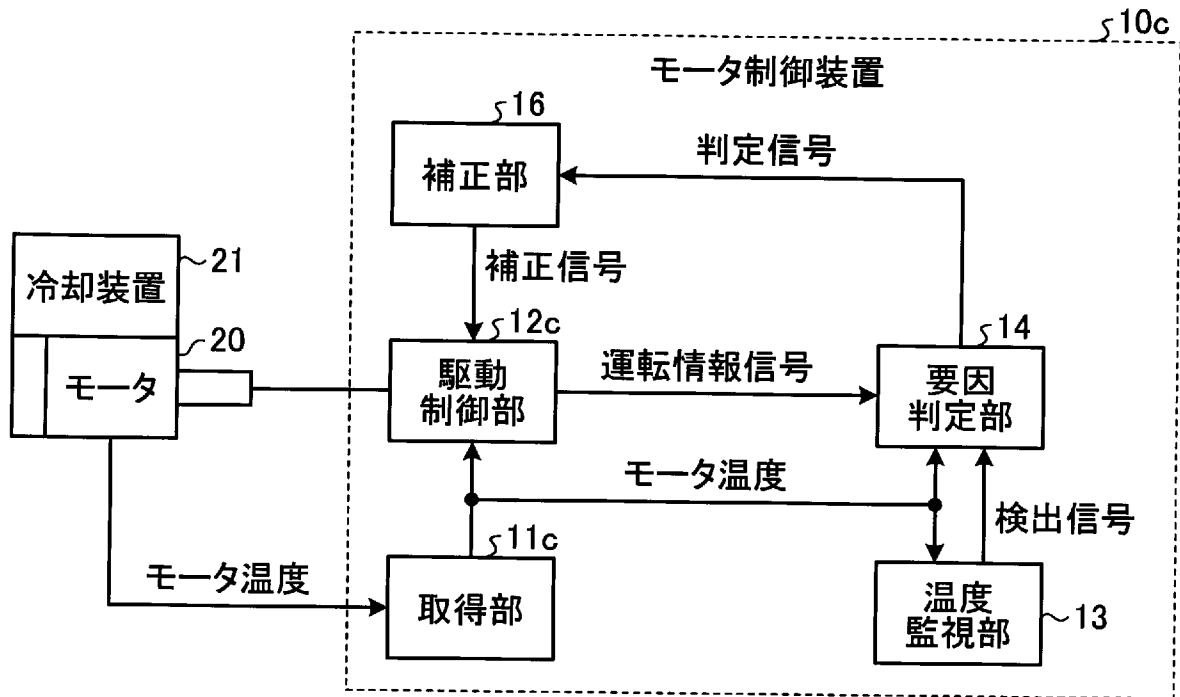 10c
モータ制御装置
16
補正部
判定信号
補正信号
21
冷却装置
20
モータ
12c
駆動
制御部
運転情報信号
14
要因
判定部
モータ温度
検出信号
モータ温度
11c
取得部
温度
監視部
13